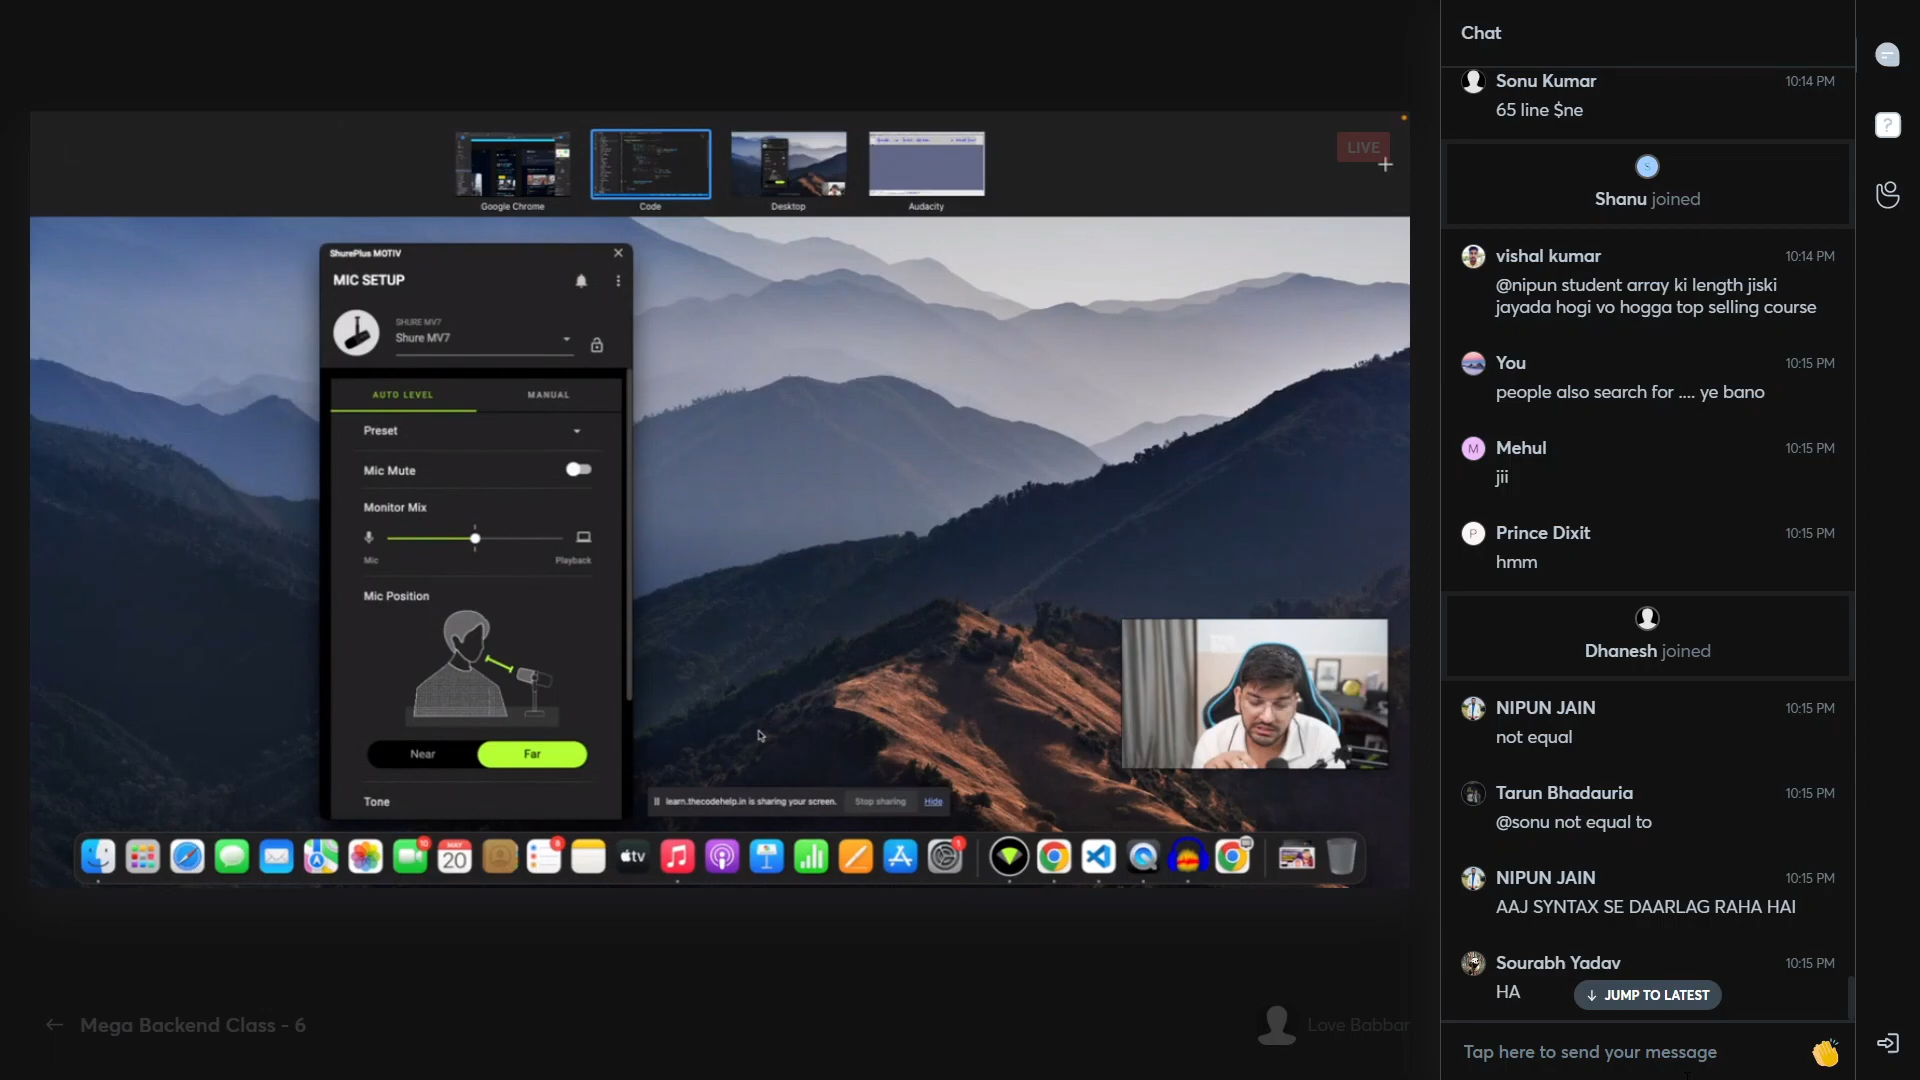 Google Chrome
Code
Desktop
Audacity
LIVE
ShurePlus MOTIV
MIC SETUP
SHURE MV7
Shure MV7
AUTO LEVEL
MANUAL
Preset
Mic Mute
Monitor Mix
Mic
Playback
Mic Position
Near
Far
Tone
learn.thecodehelp.in is sharing your screen.
Stop sharing
Hide
10
MAY
20
8
tv
1
Mega Backend Class - 6
Love Babbar
Chat
Sonu Kumar
10:14 PM
65 line $ne
Shanu joined
vishal kumar
10:14 PM
@nipun student array ki length jiski
jayada hogi vo hogga top selling course
You
10:15 PM
people also search for .... ye bano
M
Mehul
10:15 PM
jii
P
Prince Dixit
10:15 PM
hmm
Dhanesh joined
NIPUN JAIN
10:15 PM
not equal
Tarun Bhadauria
10:15 PM
@sonu not equal to
NIPUN JAIN
10:15 PM
AAJ SYNTAX SE DAARLAG RAHA HAI
Sourabh Yadav
10:15 PM
HA
JUMP TO LATEST
Tap here to send your message